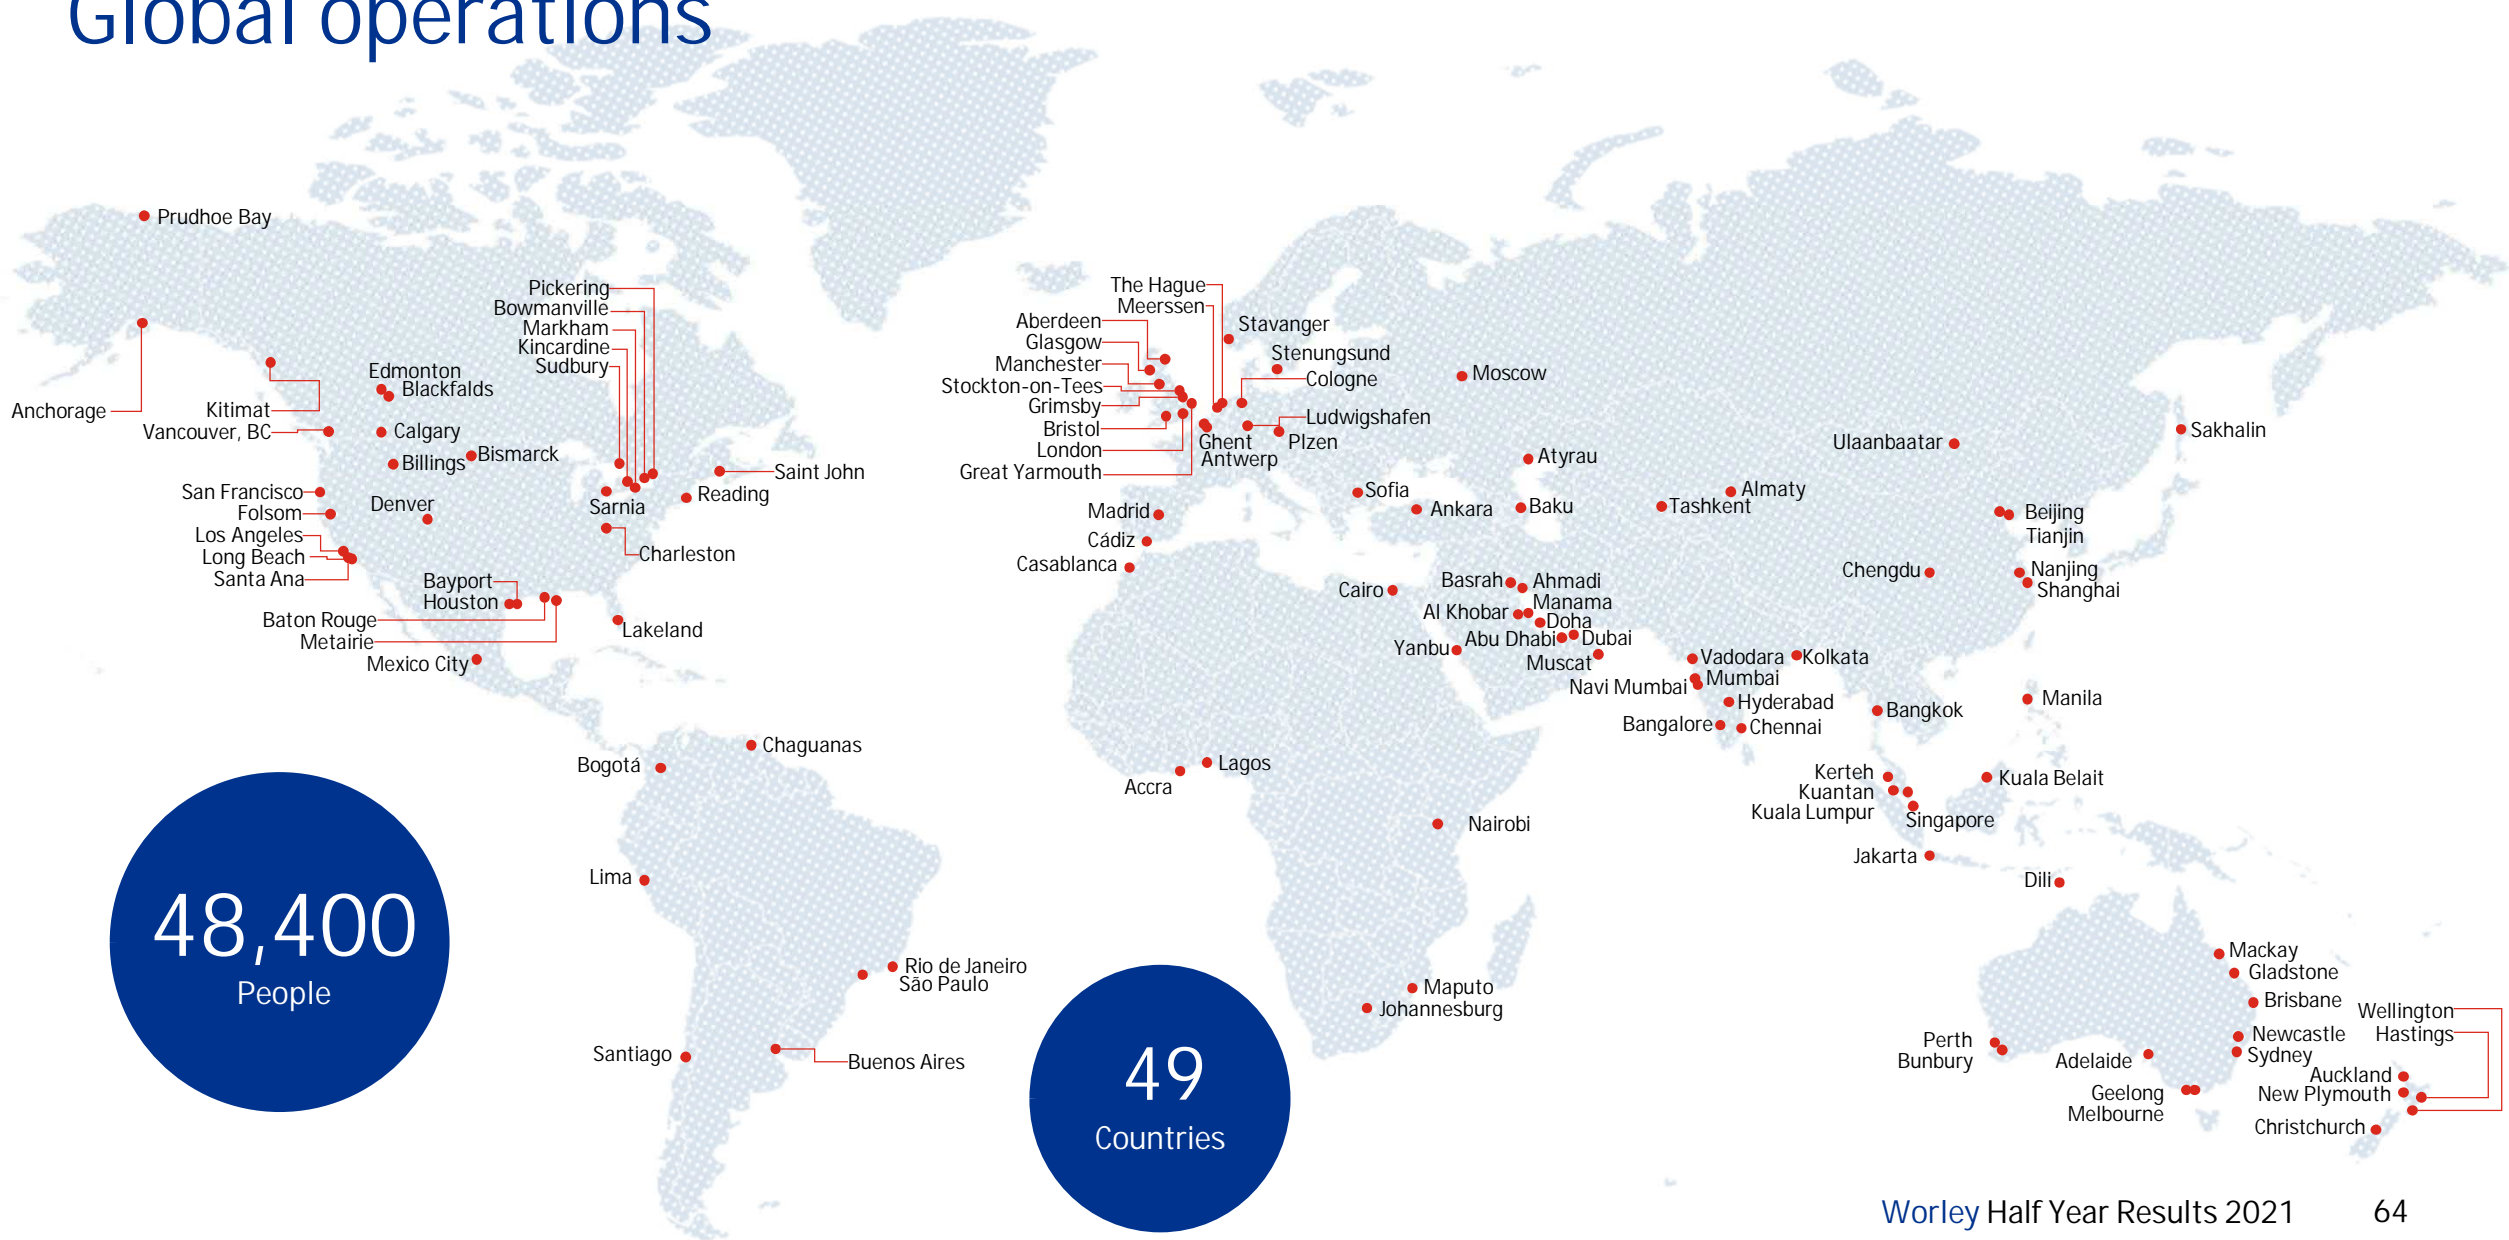 Global operations
Prudhoe Bay
Anchorage
Kitimat
Vancouver, BC
Edmonton
Blackfalds
Calgary
Billings
Bismarck
San Francisco
Folsom
Los Angeles
Long Beach
Santa Ana
Denver
Bayport
Houston
Baton Rouge
Metairie
Mexico City
Pickering
Bowmanville
Markham
Kincardine
Sudbury
Sarnia
Saint John
Reading
Charleston
Lakeland
Chaguanas
Bogotá
Lima
Rio de Janeiro
São Paulo
Santiago
Buenos Aires
The Hague
Meerssen
Aberdeen
Glasgow
Manchester
Stockton-on-Tees
Grimsby
Bristol
London
Great Yarmouth
Stavanger
Stenungsund
Cologne
Ludwigshafen
Plzen
Ghent
Antwerp
Madrid
Cádiz
Casablanca
Moscow
Atyrau
Sofia
Ankara
Baku
Tashkent
Almaty
Cairo
Basrah
Ahmadi
Al Khobar
Manama
Doha
Yanbu
Abu Dhabi
Dubai
Muscat
Accra
Lagos
Nairobi
Maputo
Johannesburg
Ulaanbaatar
Sakhalin
Beijing
Tianjin
Chengdu
Nanjing
Shanghai
Vadodara
Kolkata
Navi Mumbai
Mumbai
Hyderabad
Bangalore
Chennai
Bangkok
Manila
Kerteh
Kuantan
Kuala Lumpur
Singapore
Kuala Belait
Jakarta
Dili
Mackay
Gladstone
Brisbane
Newcastle
Sydney
Perth
Bunbury
Adelaide
Geelong
Melbourne
Wellington
Hastings
Auckland
New Plymouth
Christchurch
48,400
People
49
Countries
Worley Half Year Results 2021 64